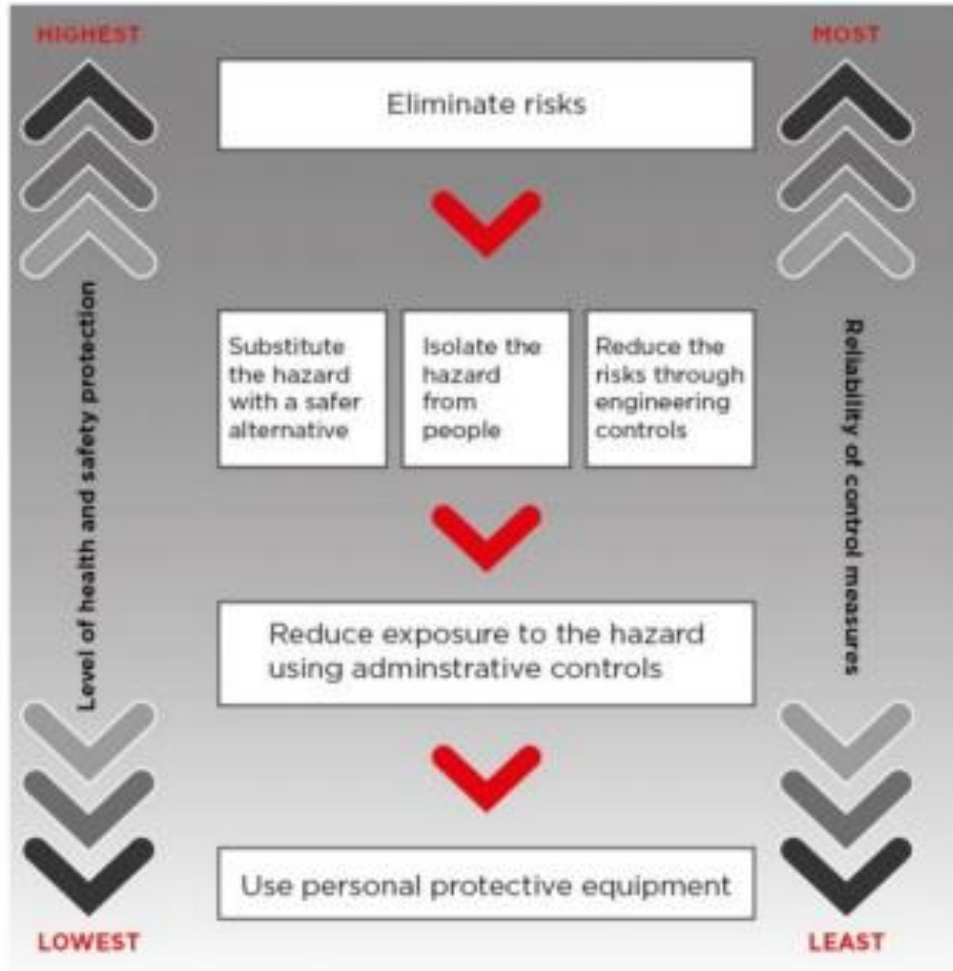 HIGHEST
MOST
Eliminate risks
Substitute
the hazard
with a safer
alternative
Isolate the
hazard
from
people
Reduce the
risks through
engineering
controls
Level of health and safety protection
Reliability of control measures
Reduce exposure to the hazard
using adminstrative controls
Use personal protective equipment
LOWEST
LEAST